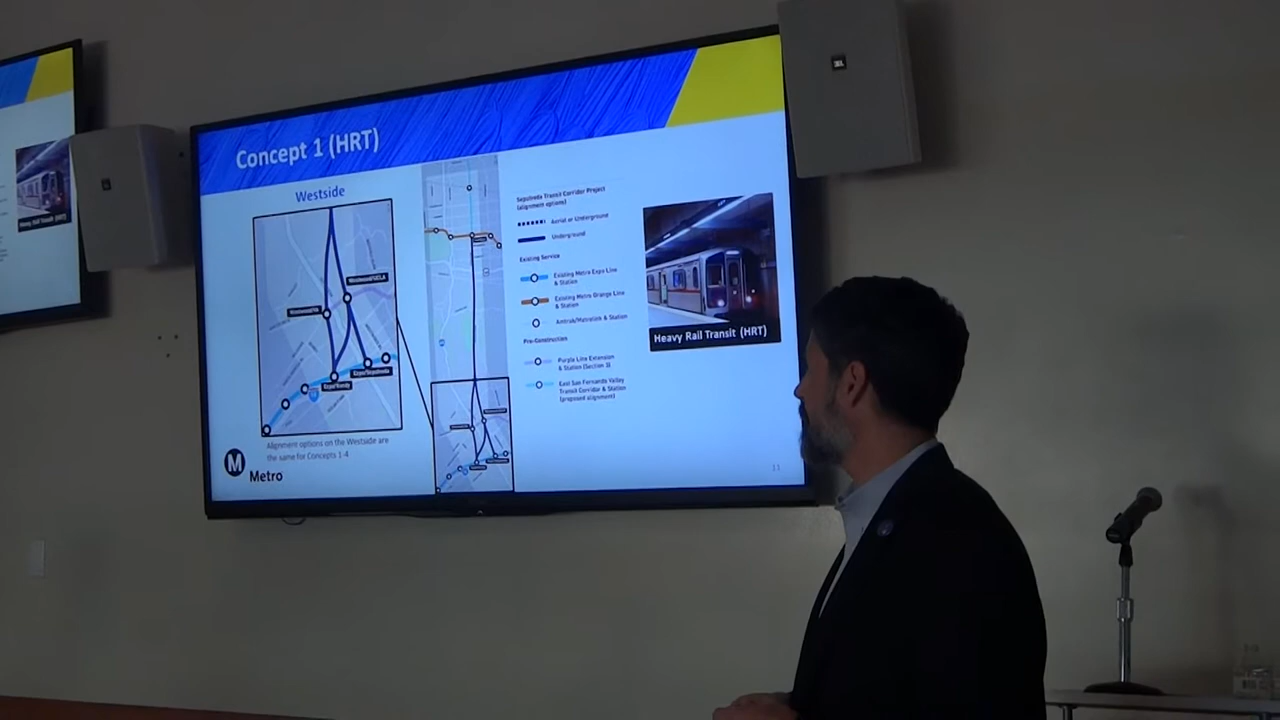 Concept 1 (HRT)
Westside
Westwood/UCLA
Westwood/VA
Expo/Sepulveda
Expo/Bundy
Alignment options on the Westside are
the same for Concepts 1-4
M
Metro
Sepulveda Transit Corridor Project
(alignment options)
Aerial or Underground
Underground
Existing Service
Existing Metro Expo Line
& Station
Existing Metro Orange Line
& Station
Amtrak/Metrolink & Station
Pre-Construction
Purple Line Extension
& Station (Section 3)
East San Fernando Valley
Transit Corridor & Station
(proposed alignment)
Heavy Rail Transit (HRT)
11
JBL
Heavy Rail Transit (HRT)